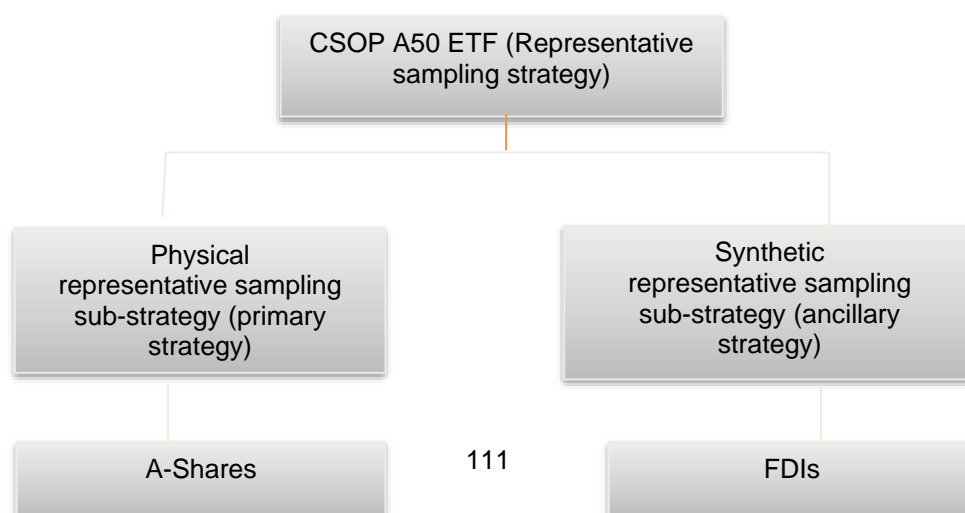 CSOP A50 ETF (Representative
sampling strategy)
Physical
representative sampling
sub-strategy (primary
strategy)
Synthetic
representative sampling
sub-strategy (ancillary
strategy)
A-Shares
111
FDIs